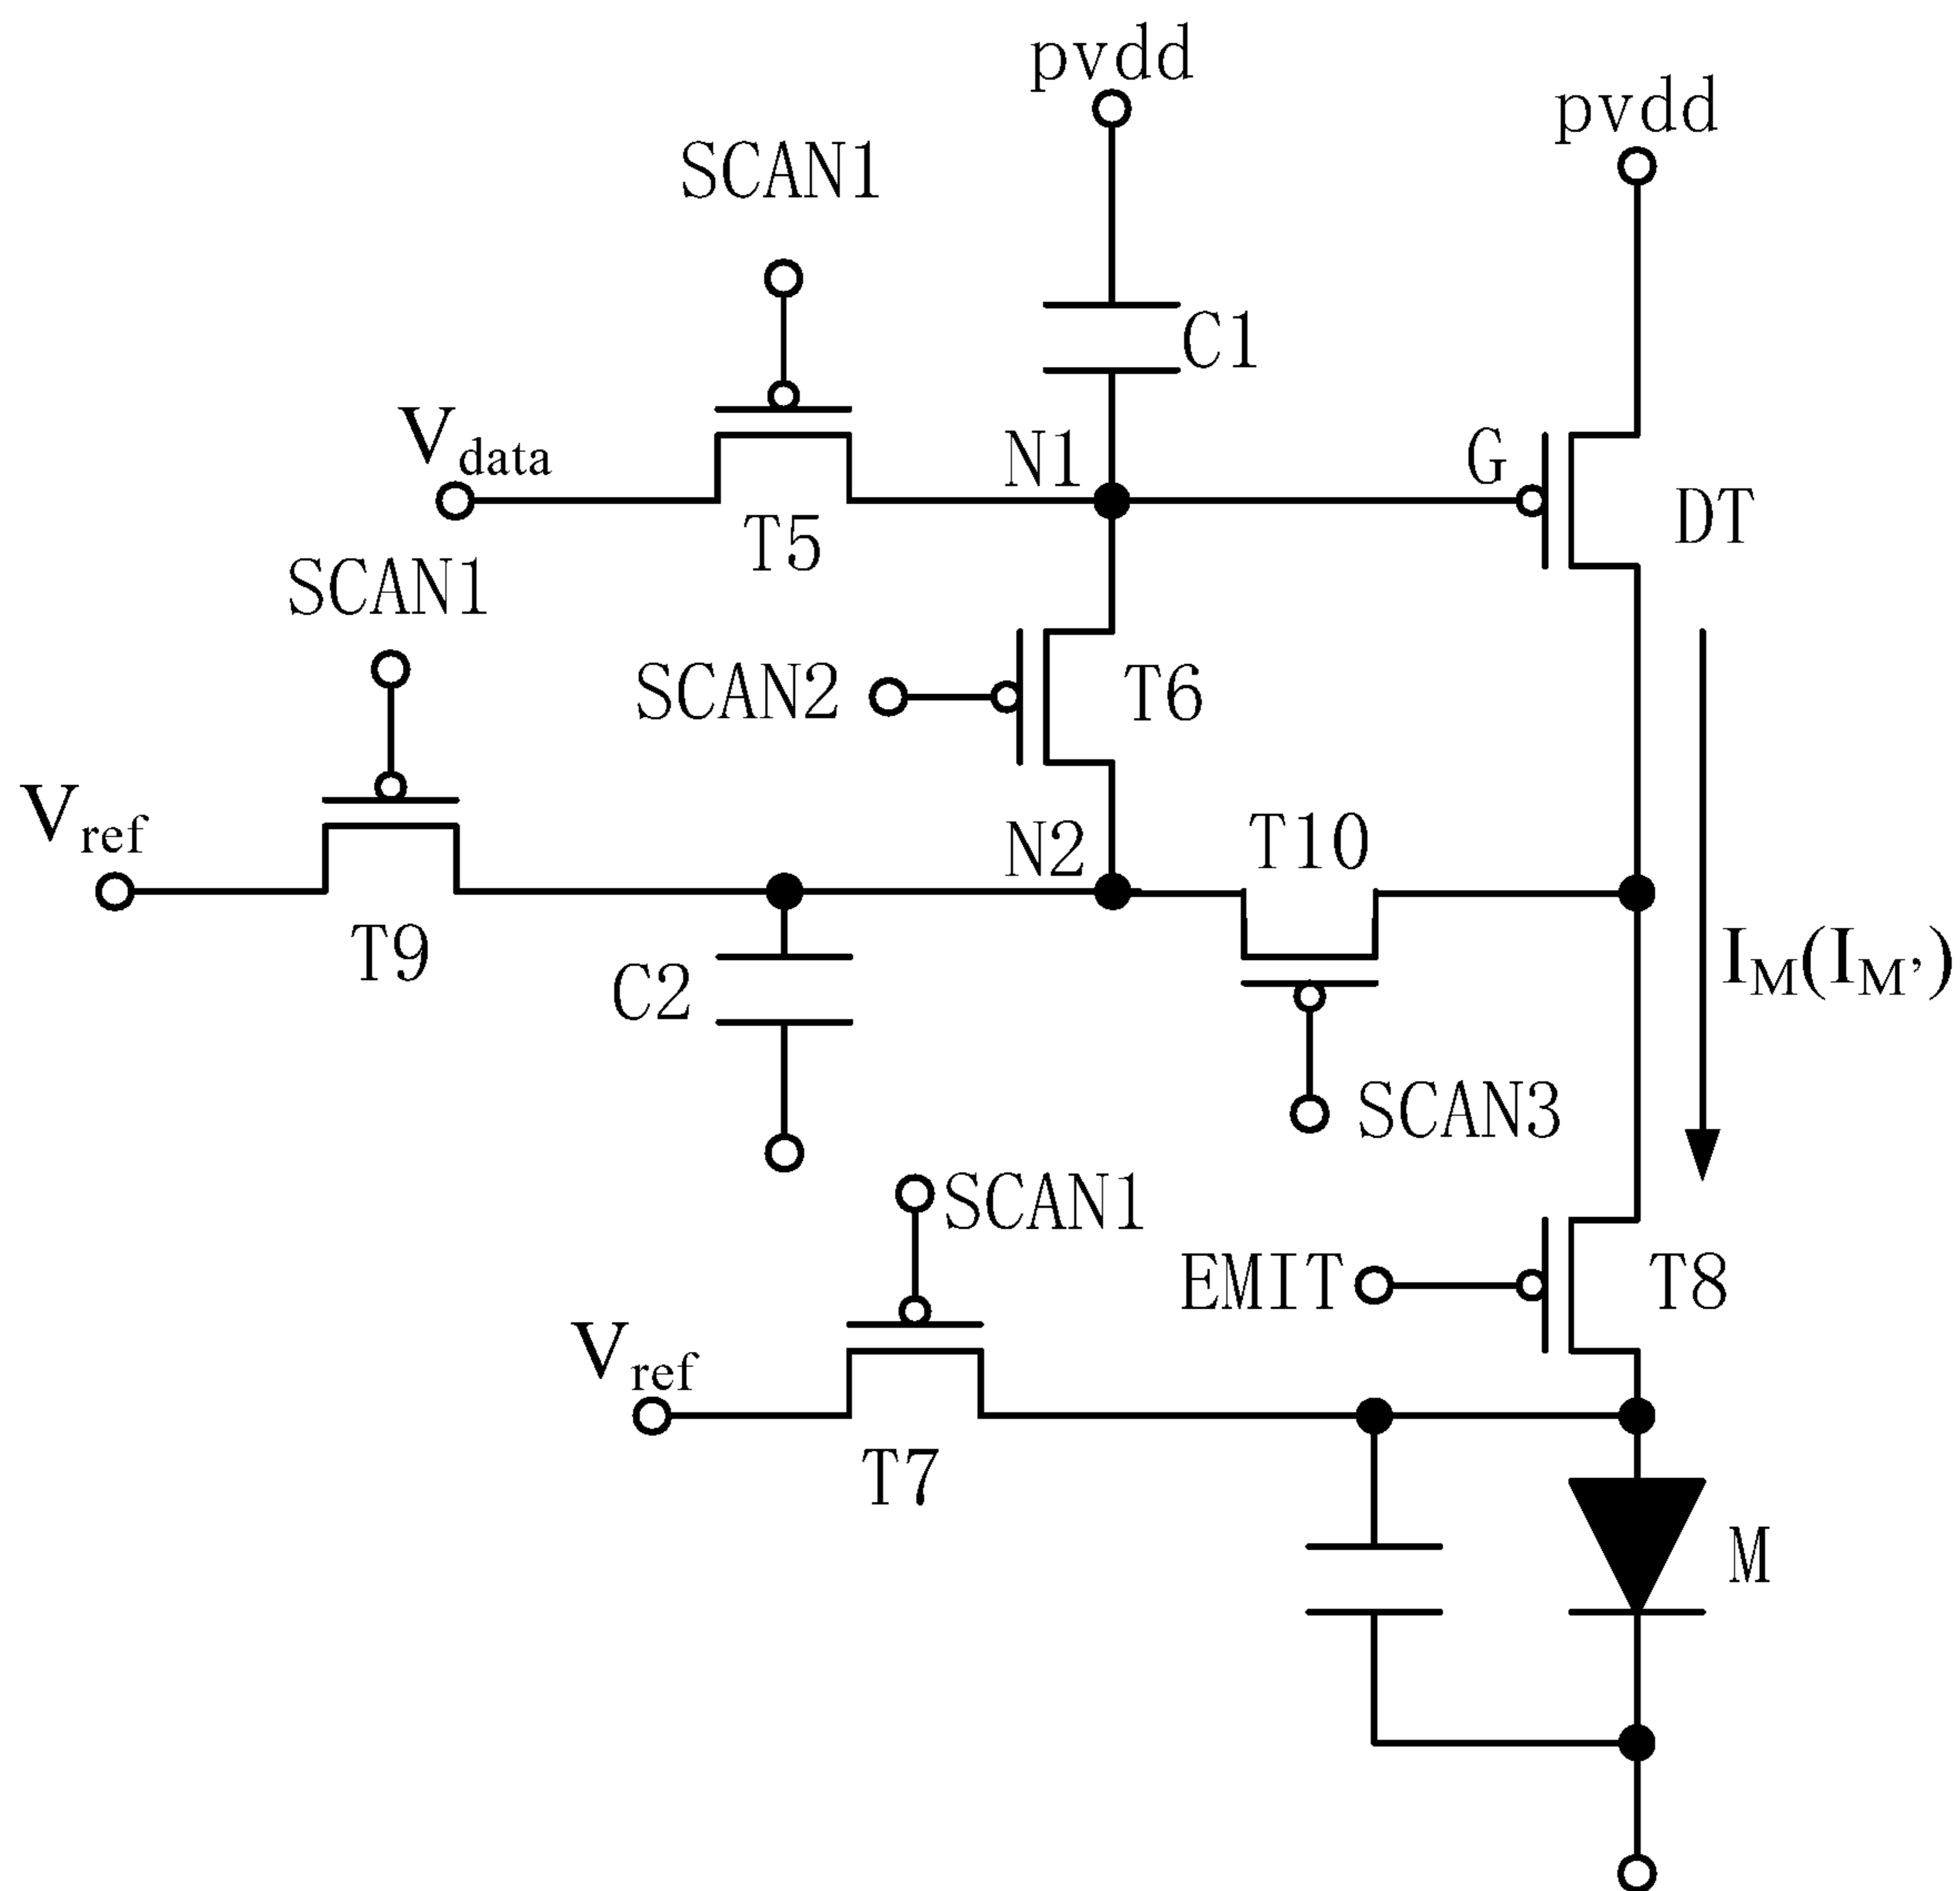 pvdd
pvdd
SCAN1
C1
Vdata
N1
G
DT
T5
SCAN1
SCAN2
T6
Vref
N2
T10
T9
C2
IM(IM’)
SCAN3
SCAN1
EMIT
T8
Vref
T7
M